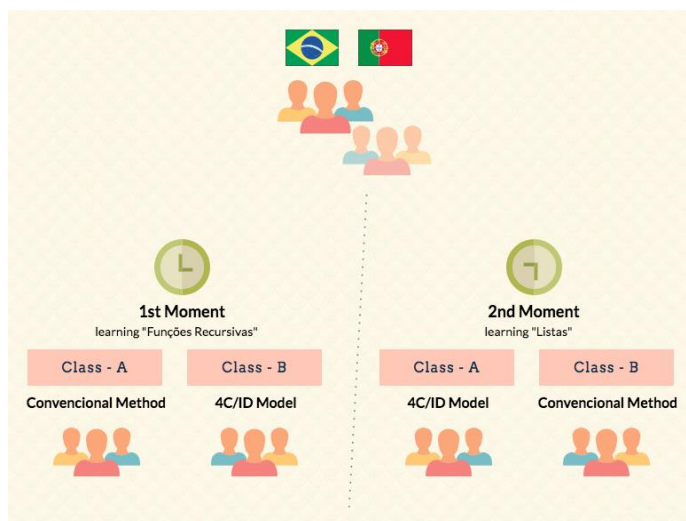 1st Moment
learning "Funções Recursivas"
Class - A
Class - B
Convencional Method
4C/ID Model
2nd Moment
learning "Listas"
Class - A
Class - B
4C/ID Model
Convencional Method